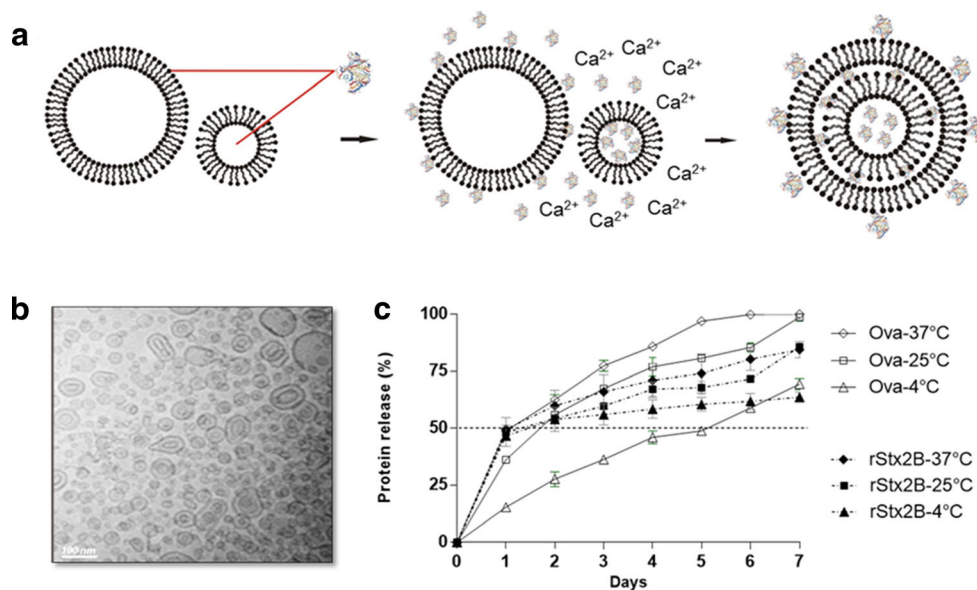 a
Ca²⁺
Ca²⁺
Ca²⁺
Ca²⁺
Ca²⁺
Ca²⁺
Ca²⁺
Ca²⁺
b
100 nm
c
Protein release (%)
100
75
50
25
0
0 1 2 3 4 5 6 7
Days
Ova-37°C
Ova-25°C
Ova-4°C
rStx2B-37°C
rStx2B-25°C
rStx2B-4°C